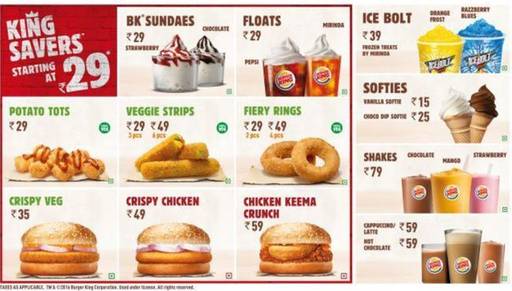 KING
SAVERS
STARTING
AT ₹29*
BK® SUNDAES
₹29
STRAWBERRY
CHOCOLATE
FLOATS
₹29
MIRINDA
PEPSI
POTATO TOTS
₹29
VEGGIE STRIPS
₹29 ₹49
3 pcs 6 pcs
FIERY RINGS
₹29 ₹49
CRISPY VEG
₹35
CRISPY CHICKEN
₹49
CHICKEN KEEMA
CRUNCH
₹59
ICE BOLT
₹39
FROZEN TREATS
BY MIRINDA
ORANGE
FROST
RAZZBERRY
BLUES
ICE BOLT
ICE BOLT
SOFTIES
VANILLA SOFTIE ₹15
CHOCO DIP SOFTIE ₹25
SHAKES
₹79
CHOCOLATE
MANGO
STRAWBERRY
CAPPUCCINO/
LATTE ₹59
HOT
CHOCOLATE ₹59
TAXES AS APPLICABLE. TM & ©2016 Burger King Corporation. Used under license. All rights reserved.